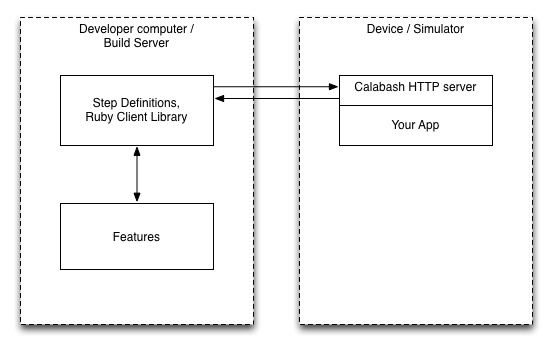 Developer computer /
Build Server
Step Definitions,
Ruby Client Library
Features
Device / Simulator
Calabash HTTP server
Your App